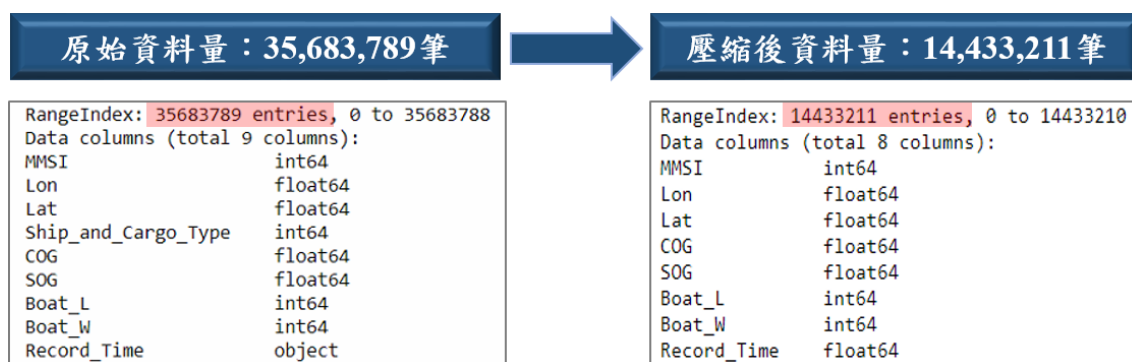 原始資料量：35,683,789筆
RangeIndex: 35683789 entries, 0 to 35683788
Data columns (total 9 columns):
MMSI int64
Lon float64
Lat float64
Ship_and_Cargo_Type int64
COG float64
SOG float64
Boat_L int64
Boat_W int64
Record_Time object
壓縮後資料量：14,433,211筆
RangeIndex: 14433211 entries, 0 to 14433210
Data columns (total 8 columns):
MMSI int64
Lon float64
Lat float64
COG float64
SOG float64
Boat_L int64
Boat_W int64
Record_Time float64